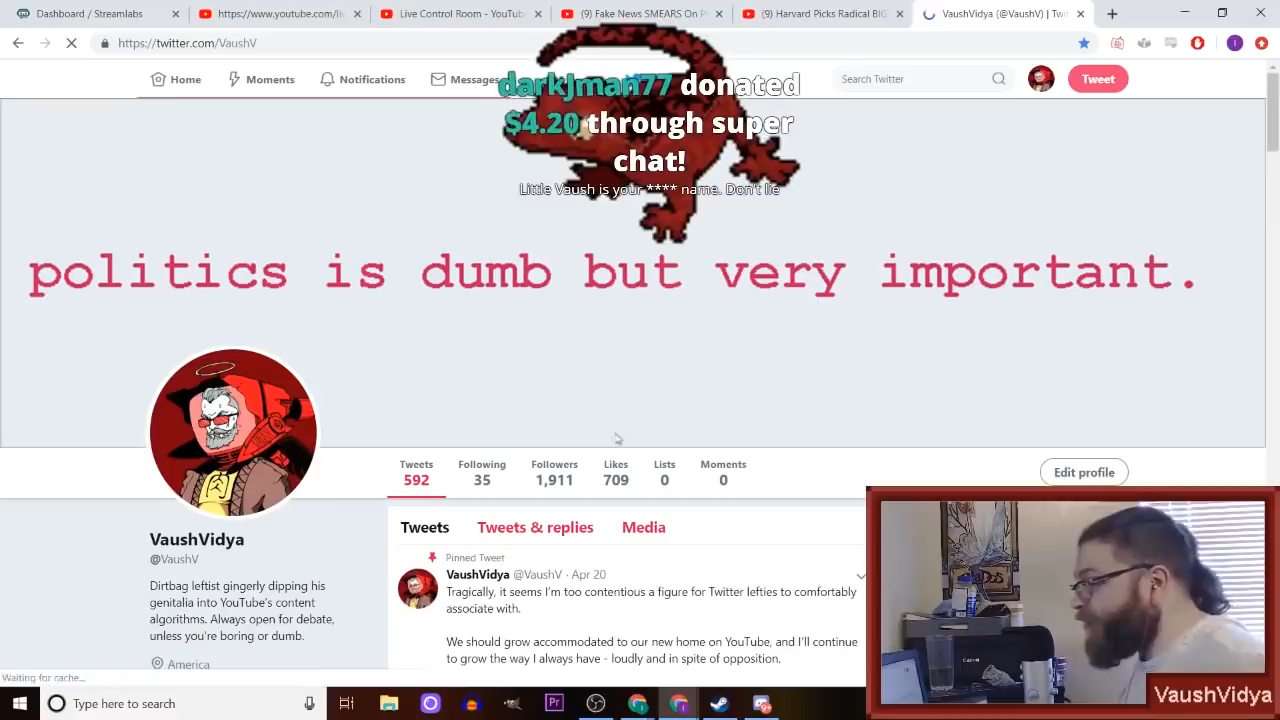 Dashboard / Streamlabs
https://www.youtube.com/li
Live Control Room - YouTube
(9) Fake News SMEARS On P
(9) Harvard Picks Radical BIG
VaushVidya (@VaushV) | Twi
https://twitter.com/VaushV
Home
Moments
Notifications
Messages
Search Twitter
Tweet
darkJman77 donated
$4.20 through super
chat!
Little Vaush is your **** name. Don't lie
politics is dumb but very important.
Tweets
Following
Followers
Likes
Lists
Moments
592
35
1,911
709
0
0
Edit profile
VaushVidya
@VaushV
Dirtbag leftist gingerly dipping his
genitalia into YouTube's content
algorithms. Always open for debate,
unless you're boring or dumb.
America
Tweets
Tweets & replies
Media
Pinned Tweet
VaushVidya @VaushV · Apr 20
Tragically, it seems I'm too contentious a figure for Twitter lefties to comfortably
associate with.
We should grow accommodated to our new home on YouTube, and I'll continue
to grow the way I always have - loudly and in spite of opposition.
Waiting for cache...
Canon
VaushVidya
Type here to search
Pr